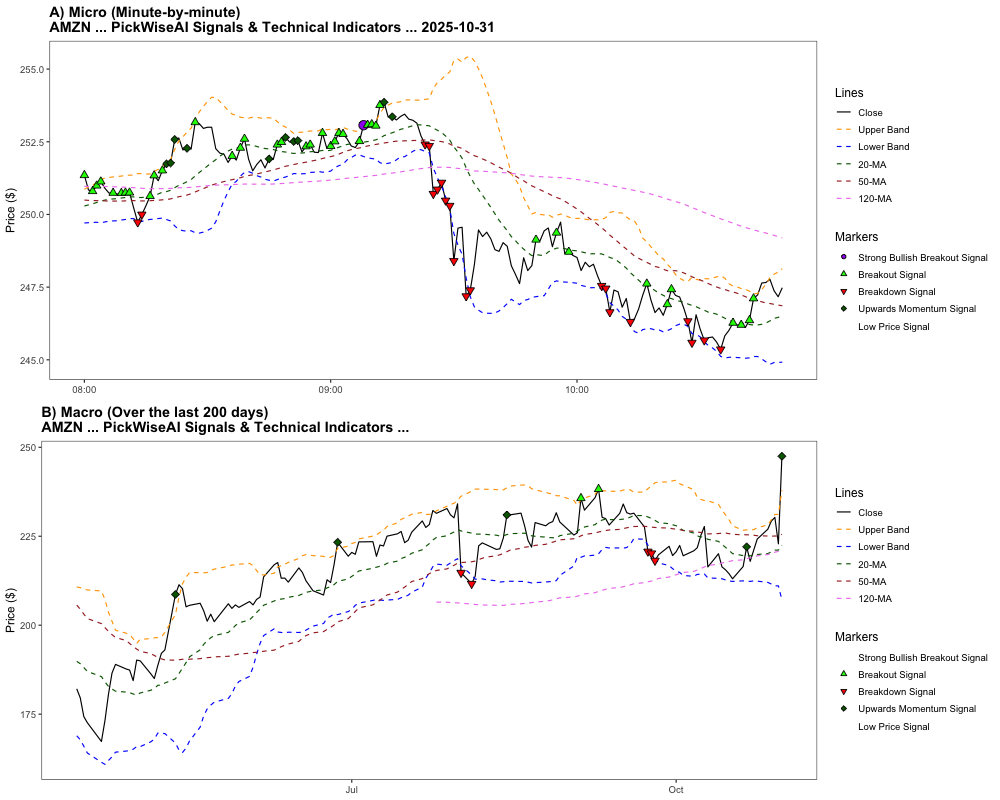 A) Micro (Minute-by-minute)
AMZN ... PickWiseAI Signals & Technical Indicators ... 2025-10-31
255.0
252.5
250.0
247.5
245.0
Price ($)
08:00
09:00
10:00
Lines
Close
Upper Band
Lower Band
20-MA
50-MA
120-MA
Markers
Strong Bullish Breakout Signal
Breakout Signal
Breakdown Signal
Upwards Momentum Signal
Low Price Signal
B) Macro (Over the last 200 days)
AMZN ... PickWiseAI Signals & Technical Indicators ...
250
225
200
175
Price ($)
Jul
Oct
Lines
Close
Upper Band
Lower Band
20-MA
50-MA
120-MA
Markers
Strong Bullish Breakout Signal
Breakout Signal
Breakdown Signal
Upwards Momentum Signal
Low Price Signal